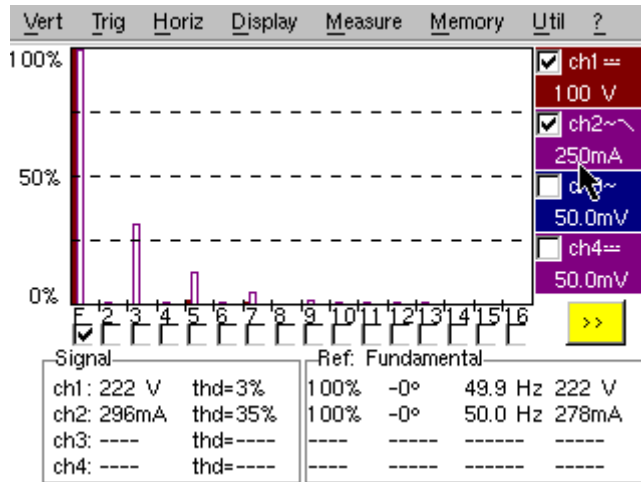 Vert Trig Horiz Display Measure Memory Util ?
100%
50%
0%
ch1
100 V
ch2~
250mA
50.0mV
ch4
50.0mV
F 2 3 4 5 6 7 8 9 10 11 12 13 14 15 16
>>
Signal
ch1: 222 V thd=3%
ch2: 296mA thd=35%
ch3: ---- thd=----
ch4: ---- thd=----
Ref: Fundamental
100% -0° 49.9 Hz 222 V
100% -0° 50.0 Hz 278mA
---- ---- ----- -----
---- ---- ----- -----